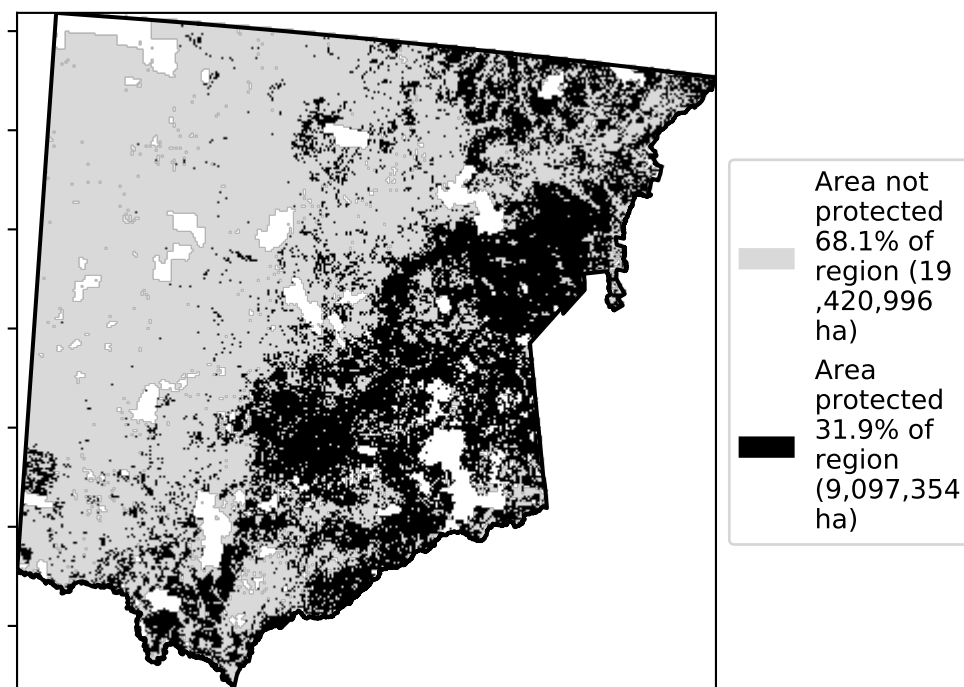 Area not
protected
68.1% of
region (19
,420,996
ha)
Area
protected
31.9% of
region
(9,097,354
ha)